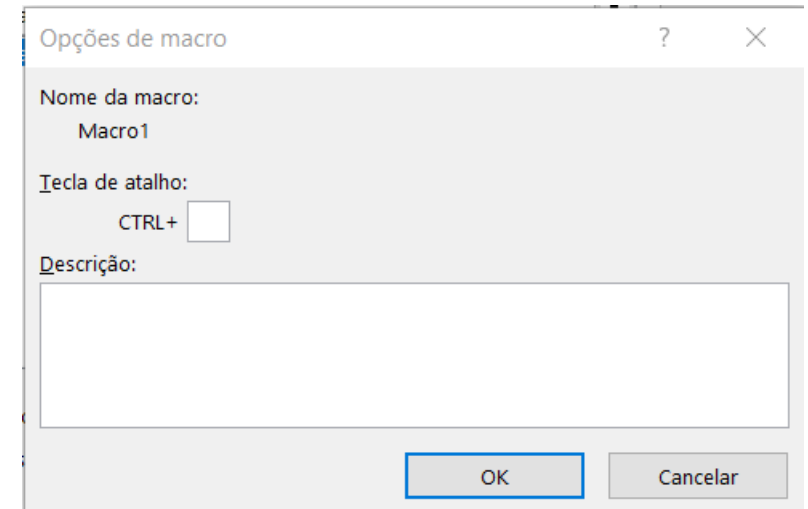 Opções de macro ? ×
Nome da macro:
Macro1
Tecla de atalho:
CTRL+
Descrição:
OK Cancelar